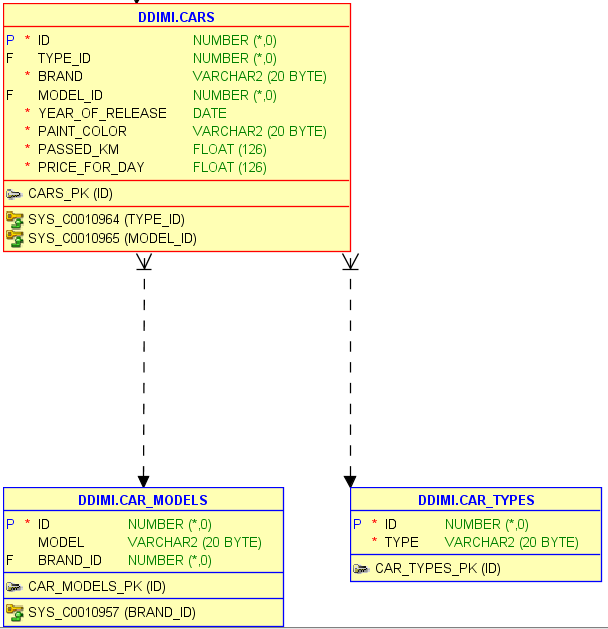 DDIMI.CARS
P * ID NUMBER (*,0)
F TYPE_ID NUMBER (*,0)
* BRAND VARCHAR2 (20 BYTE)
F MODEL_ID NUMBER (*,0)
* YEAR_OF_RELEASE DATE
* PAINT_COLOR VARCHAR2 (20 BYTE)
* PASSED_KM FLOAT (126)
* PRICE_FOR_DAY FLOAT (126)
CARS_PK (ID)
SYS_C0010964 (TYPE_ID)
SYS_C0010965 (MODEL_ID)
DDIMI.CAR_MODELS
P * ID NUMBER (*,0)
MODEL VARCHAR2 (20 BYTE)
F BRAND_ID NUMBER (*,0)
CAR_MODELS_PK (ID)
SYS_C0010957 (BRAND_ID)
DDIMI.CAR_TYPES
P * ID NUMBER (*,0)
* TYPE VARCHAR2 (20 BYTE)
CAR_TYPES_PK (ID)